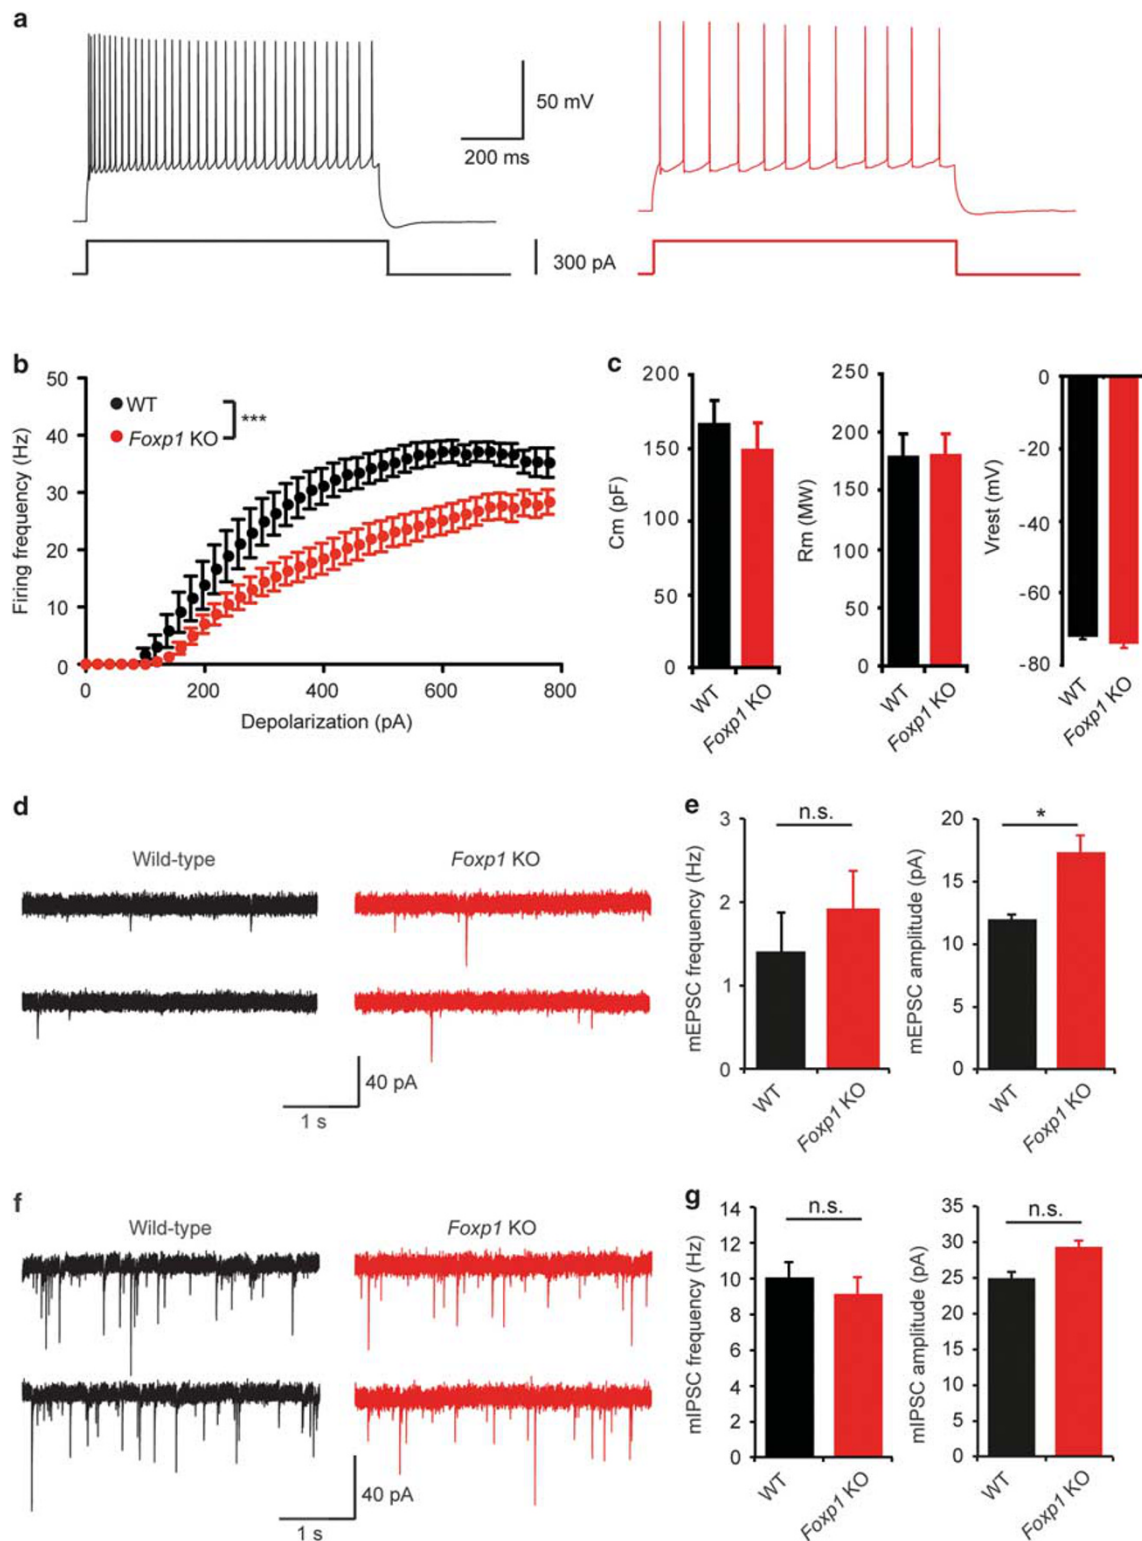 a
50 mV
200 ms
300 pA
b
50
40
30
20
10
0
Firing frequency (Hz)
WT
Foxp1 KO
***
0
200
400
600
800
Depolarization (pA)
c
200
150
100
50
0
Cm (pF)
WT
Foxp1 KO
250
200
150
100
50
0
Rm (MW)
WT
Foxp1 KO
0
-20
-40
-60
-80
Vrest (mV)
WT
Foxp1 KO
d
Wild-type
Foxp1 KO
40 pA
1 s
e
n.s.
3
2
1
0
mEPSC frequency (Hz)
WT
Foxp1 KO
*
20
15
10
5
0
mEPSC amplitude (pA)
WT
Foxp1 KO
f
Wild-type
Foxp1 KO
40 pA
1 s
g
n.s.
14
12
10
8
6
4
2
0
mIPSC frequency (Hz)
WT
Foxp1 KO
n.s.
35
30
25
20
15
10
5
0
mIPSC amplitude (pA)
WT
Foxp1 KO